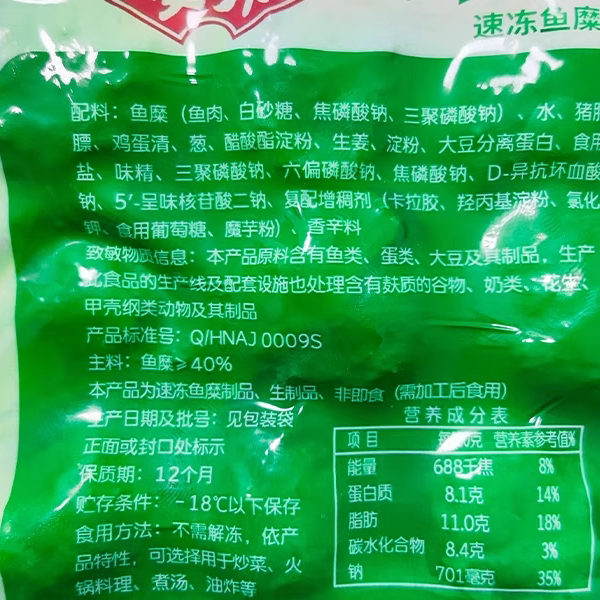 速冻鱼糜
配料：鱼糜（鱼肉、白砂糖、焦磷酸钠、三聚磷酸钠）、水、猪肥
膘、鸡蛋清、葱、醋酸酯淀粉、生姜、淀粉、大豆分离蛋白、食用
盐、味精、三聚磷酸钠、六偏磷酸钠、焦磷酸钠、D-异抗坏血酸
钠、5'-呈味核苷酸二钠、复配增稠剂（卡拉胶、羟丙基淀粉、氯化
钾、食用葡萄糖、魔芋粉）、香辛料
致敏物质信息：本产品原料含有鱼类、蛋类、大豆及其制品，生产
此食品的生产线及配套设施也处理含有麸质的谷物、奶类、花生、
甲壳纲类动物及其制品
产品标准号：Q/HNAJ 0009S
主料：鱼糜≥40%
本产品为速冻鱼糜制品、生制品、非即食（需加工后食用）
生产日期及批号：见包装袋
正面或封口处标示
保质期：12个月
贮存条件：-18℃以下保存
食用方法：不需解冻，依产
品特性，可选择用于炒菜、火
锅料理、煮汤、油炸等
营养成分表
项目 克 营养素参考值%
能量 688千焦 8%
蛋白质 8.1克 14%
脂肪 11.0克 18%
碳水化合物 8.4克 3%
钠 701毫克 35%